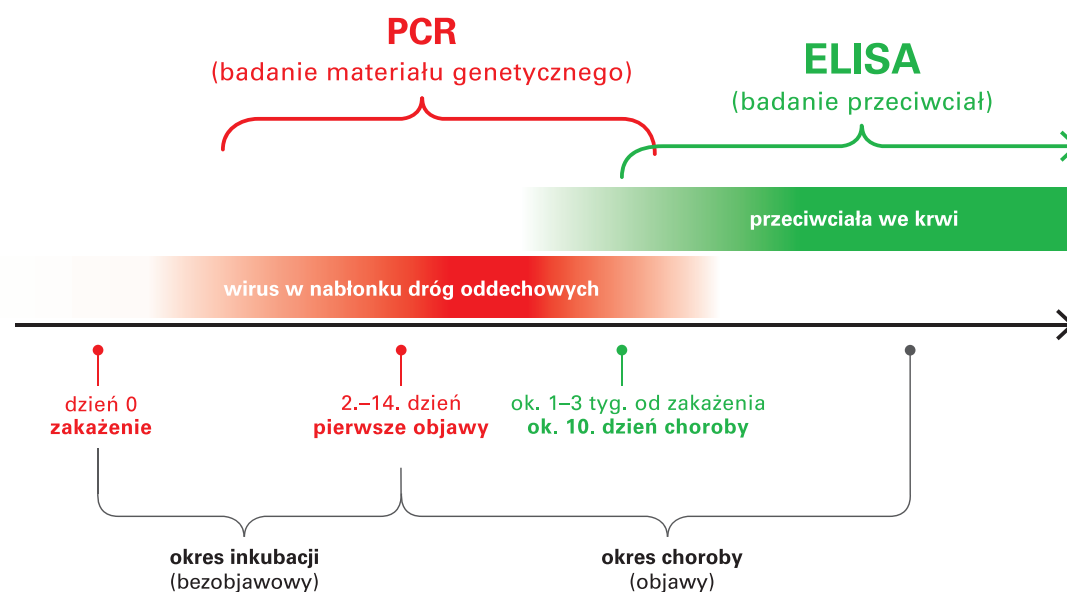 PCR
(badanie materiału genetycznego)
ELISA
(badanie przeciwciał)
przeciwciała we krwi
wirus w nabłonku dróg oddechowych
dzień 0
zakażenie
2.–14. dzień
pierwsze objawy
ok. 1–3 tyg. od zakażenia
ok. 10. dzień choroby
okres inkubacji
(bezobjawowy)
okres choroby
(objawy)